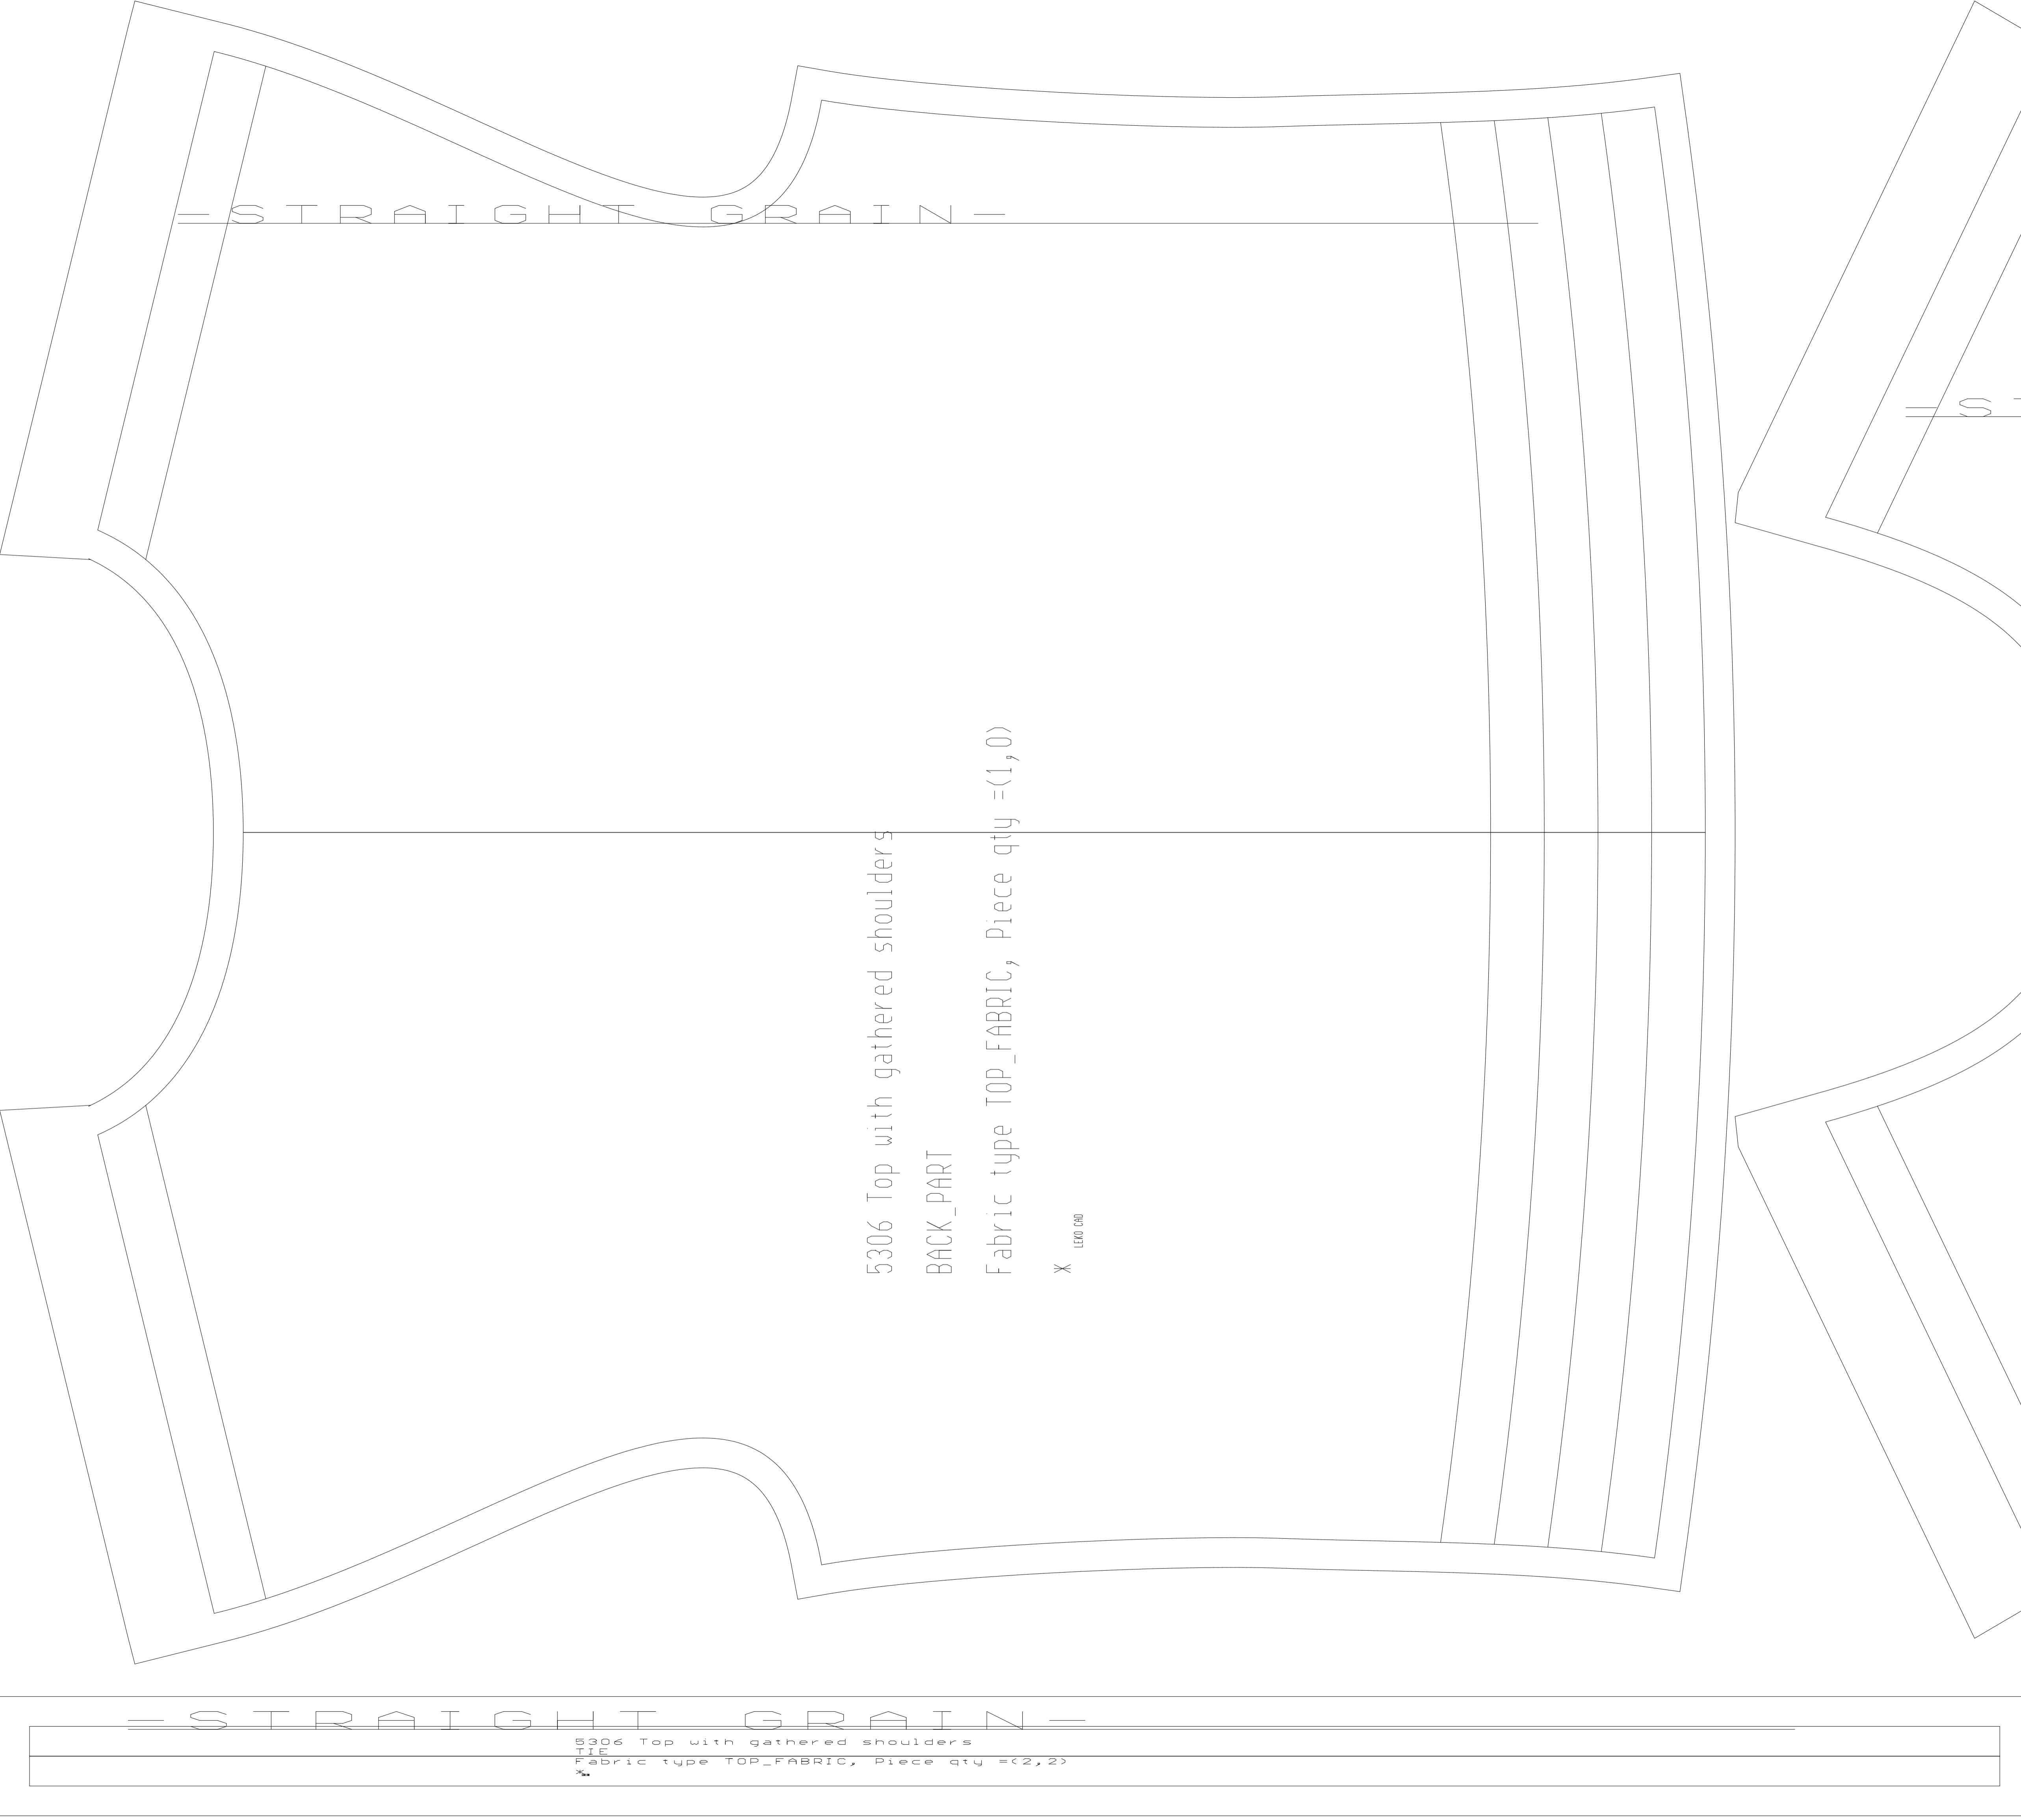 -STRAIGHT GRAIN-
-S
5306 Top with gathered shoulders
BACK_PART
Fabric type TOP_FABRIC, Piece qty =(1,0)
* LEKO CAD
-STRAIGHT GRAIN-
5306 Top with gathered shoulders
TIE
Fabric type TOP_FABRIC, Piece qty =(2,2)
*